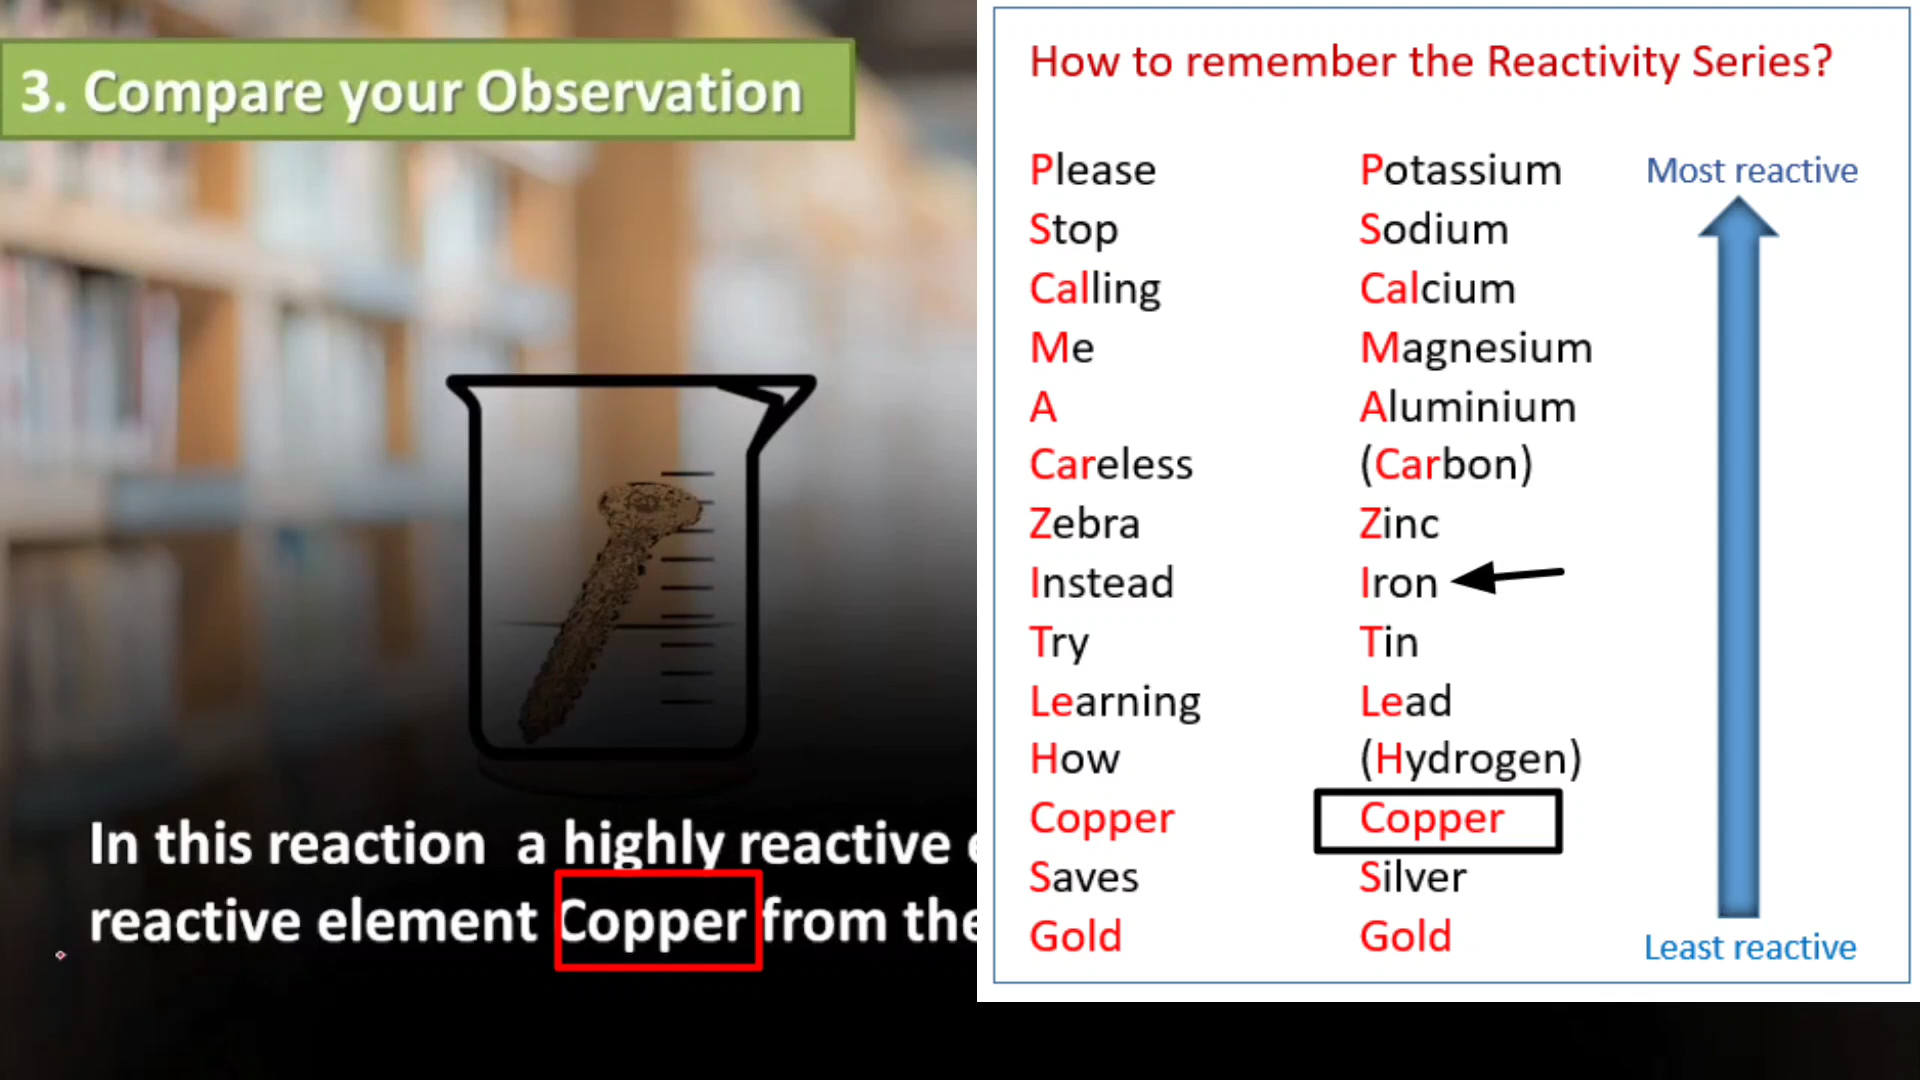 3. Compare your Observation
In this reaction a highly reactive
reactive element Copper from the
How to remember the Reactivity Series?
Please Potassium Most reactive
Stop Sodium
Calling Calcium
Me Magnesium
A Aluminium
Careless (Carbon)
Zebra Zinc
Instead Iron
Try Tin
Learning Lead
How (Hydrogen)
Copper Copper
Saves Silver
Gold Gold Least reactive